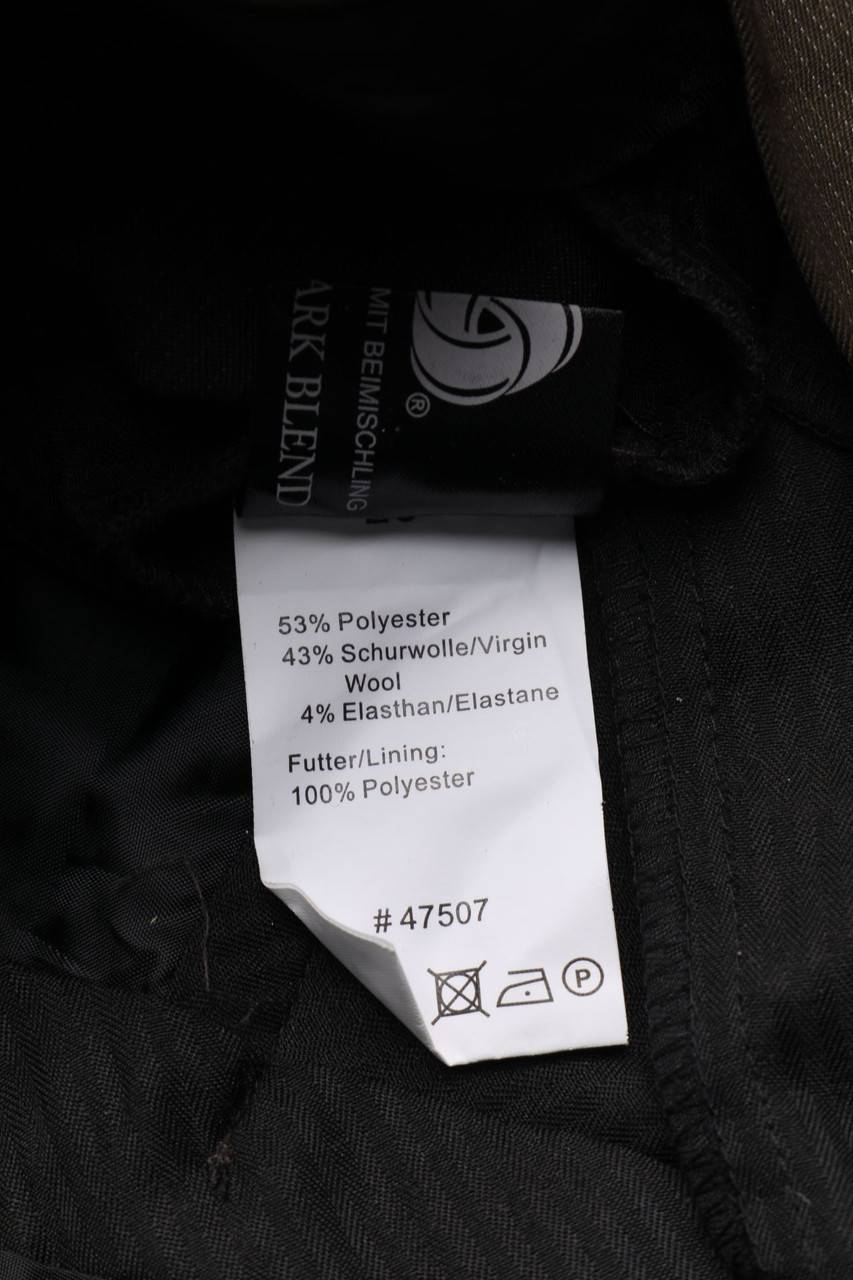 ARK BLEND
MIT BEIMISCHLING
®
53% Polyester
43% Schurwolle/Virgin
Wool
4% Elasthan/Elastane
Futter/Lining:
100% Polyester
# 47507
P